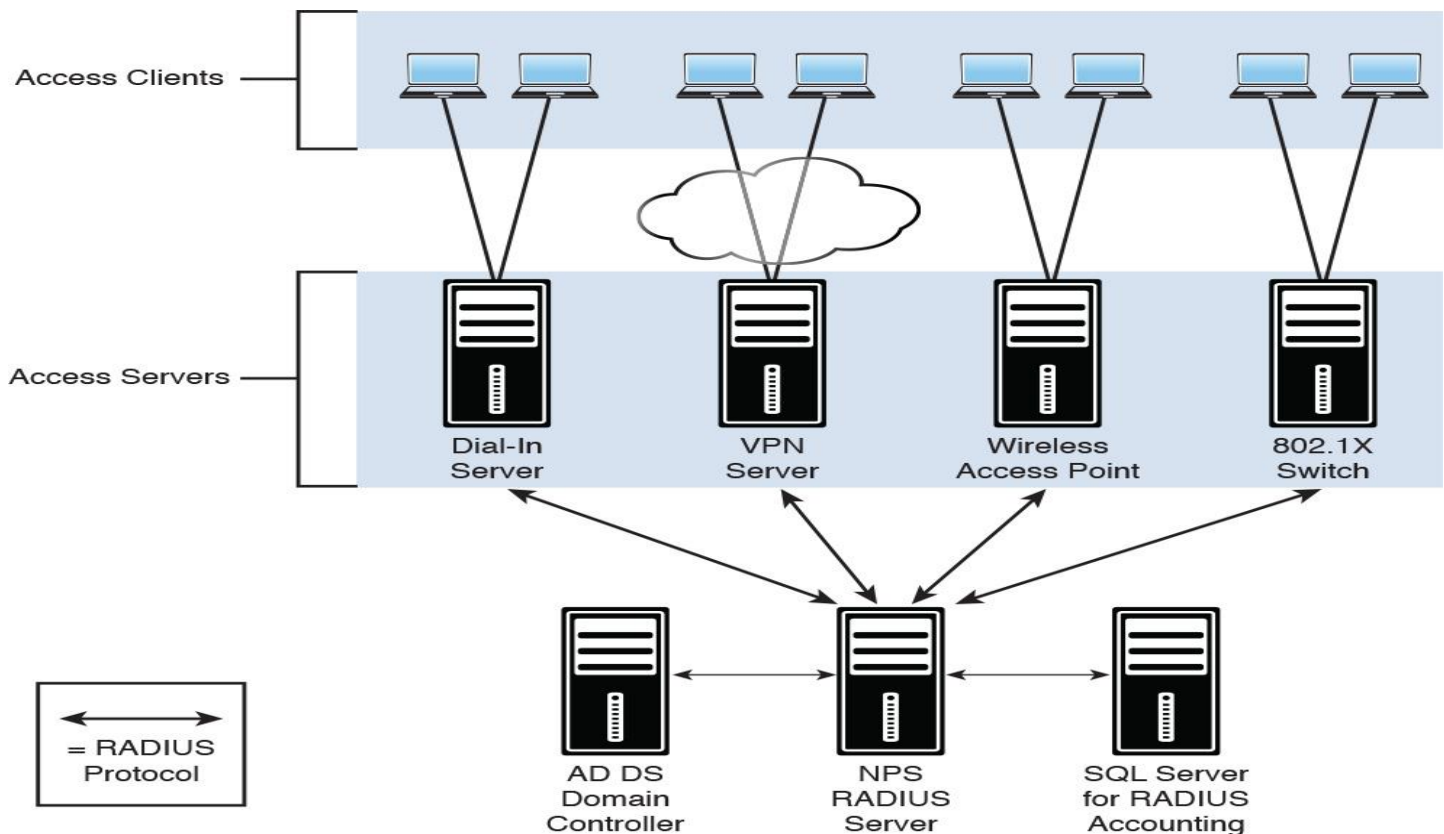 Access Clients
Access Servers
Dial-In
Server
VPN
Server
Wireless
Access Point
802.1X
Switch
= RADIUS
Protocol
AD DS
Domain
Controller
NPS
RADIUS
Server
SQL Server
for RADIUS
Accounting